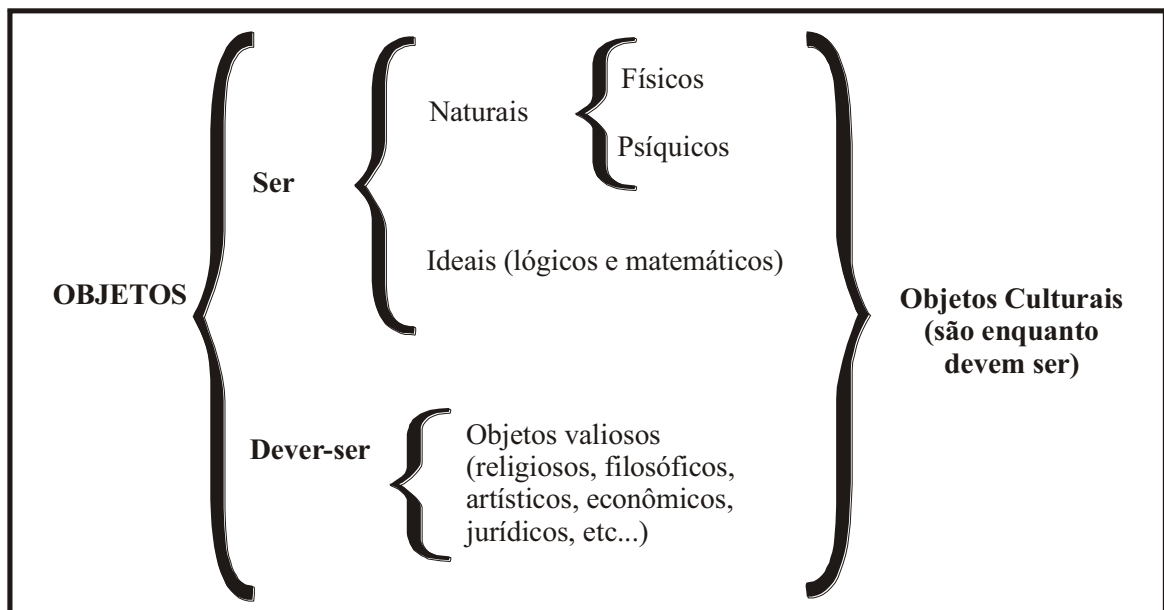 OBJETOS
Ser
Naturais
Físicos
Psíquicos
Ideais (lógicos e matemáticos)
Dever-ser
Objetos valiosos
(religiosos, filosóficos,
artísticos, econômicos,
jurídicos, etc...)
Objetos Culturais
(são enquanto
devem ser)